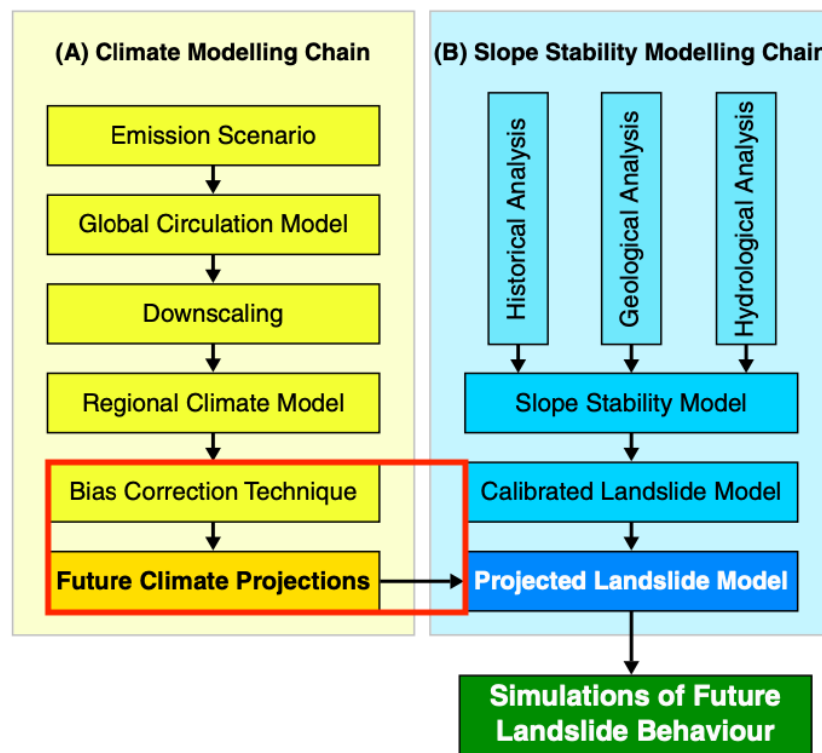 (A) Climate Modelling Chain
Emission Scenario
Global Circulation Model
Downscaling
Regional Climate Model
Bias Correction Technique
Future Climate Projections
(B) Slope Stability Modelling Chain
Historical Analysis
Geological Analysis
Hydrological Analysis
Slope Stability Model
Calibrated Landslide Model
Projected Landslide Model
Simulations of Future
Landslide Behaviour